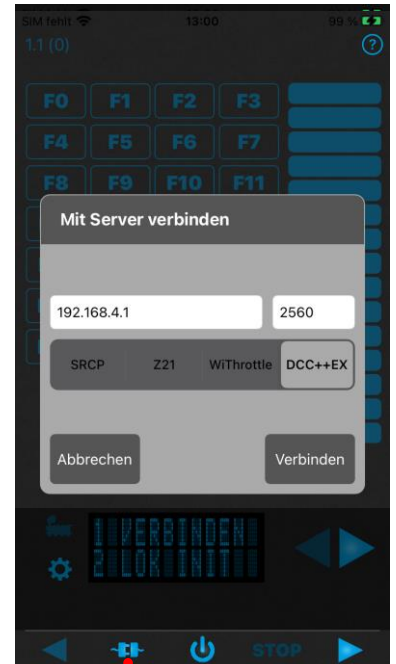 SIM fehlt 13:00 99 %
1.1 (0) ?
F0 F1 F2 F3
F4 F5 F6 F7
F8 F9 F10 F11
Mit Server verbinden
192.168.4.1 2560
SRCP Z21 WiThrottle DCC++EX
Abbrechen Verbinden
1 VERBINDEN
2 LOK INIT
STOP